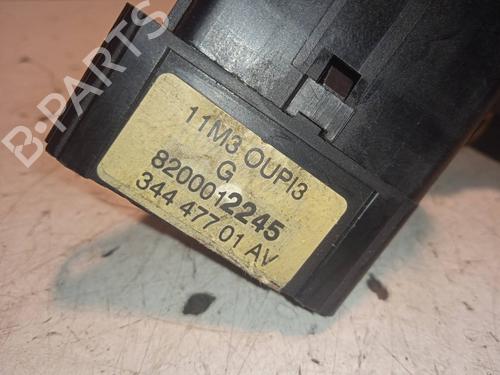 B-PARTS
11M3 OUPI3
G
8200012245
344 477 01 AV